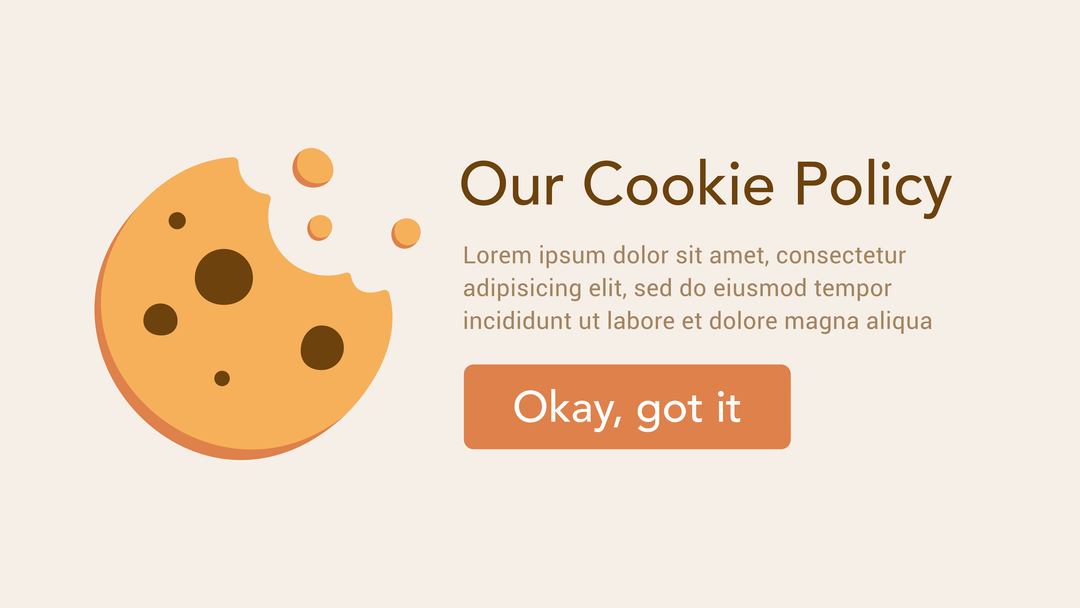 Our Cookie Policy
Lorem ipsum dolor sit amet, consectetur
adipisicing elit, sed do eiusmod tempor
incididunt ut labore et dolore magna aliqua
Okay, got it